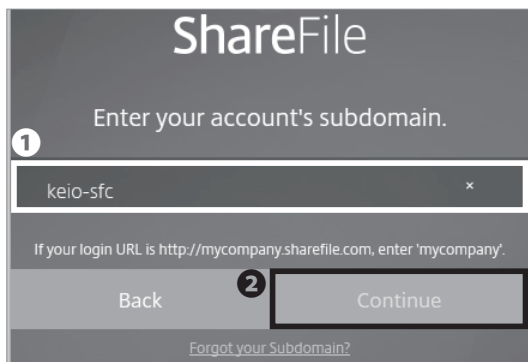 ShareFile
Enter your account's subdomain.
1
keio-sfc ×
If your login URL is http://mycompany.sharefile.com, enter 'mycompany'.
Back 2 Continue
Forgot your Subdomain?